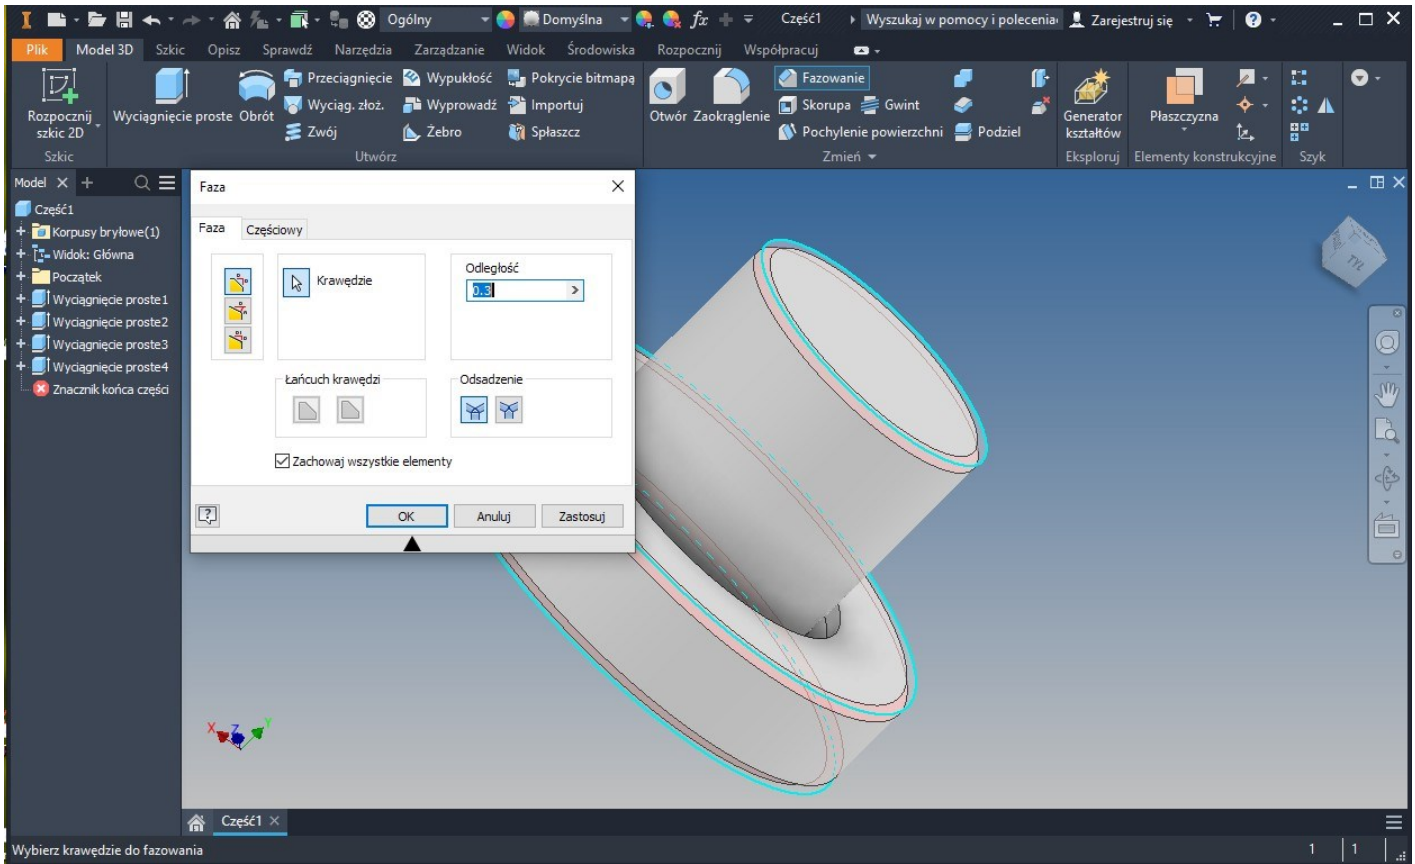 Ogólny
Domyślna
fx
Część1
Wyszukaj w pomocy i polecenia
Zarejestruj się
Plik
Model 3D
Szkic
Opisz
Sprawdź
Narzędzia
Zarządzanie
Widok
Środowiska
Rozpocznij
Współpracuj
Rozpocznij szkic 2D
Wyciągnięcie proste
Obrót
Przeciągnięcie
Wypukłość
Pokrycie bitmapą
Wyciąg. złoż.
Wyprowadź
Importuj
Zwój
Żebro
Spłaszcz
Otwór
Zaokrąglenie
Fazowanie
Skorupa
Gwint
Pochylenie powierzchni
Podziel
Generator kształtów
Płaszczyzna
Szkic
Utwórz
Zmień
Eksploruj
Elementy konstrukcyjne
Szyk
Model
Część1
Korpusy bryłowe(1)
Widok: Główna
Początek
Wyciągnięcie proste1
Wyciągnięcie proste2
Wyciągnięcie proste3
Wyciągnięcie proste4
Znacznik końca części
Faza
Faza
Częściowy
Krawędzie
Odległość
0.3
Łańcuch krawędzi
Odsadzenie
Zachowaj wszystkie elementy
OK
Anuluj
Zastosuj
TYŁ
X
Z
Y
Część1
Wybierz krawędzie do fazowania
1
1